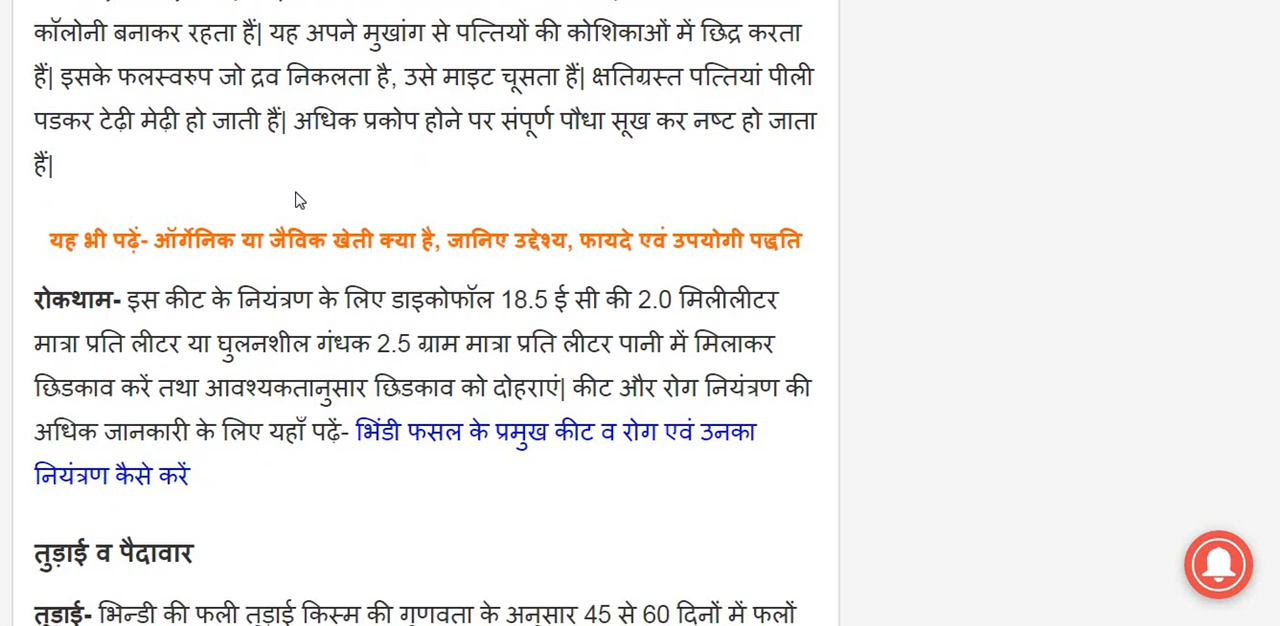 कॉलोनी बनाकर रहता हैं| यह अपने मुखांग से पत्तियों की कोशिकाओं में छिद्र करता
हैं| इसके फलस्वरुप जो द्रव निकलता है, उसे माइट चूसता हैं| क्षतिग्रस्त पत्तियां पीली
पडकर टेढ़ी मेढ़ी हो जाती हैं| अधिक प्रकोप होने पर संपूर्ण पौधा सूख कर नष्ट हो जाता
हैं|
यह भी पढ़ें- ऑर्गेनिक या जैविक खेती क्या है, जानिए उद्देश्य, फायदे एवं उपयोगी पद्धति
रोकथाम- इस कीट के नियंत्रण के लिए डाइकोफॉल 18.5 ई सी की 2.0 मिलीलीटर
मात्रा प्रति लीटर या घुलनशील गंधक 2.5 ग्राम मात्रा प्रति लीटर पानी में मिलाकर
छिडकाव करें तथा आवश्यकतानुसार छिडकाव को दोहराएं| कीट और रोग नियंत्रण की
अधिक जानकारी के लिए यहाँ पढ़ें- भिंडी फसल के प्रमुख कीट व रोग एवं उनका
नियंत्रण कैसे करें
तुड़ाई व पैदावार
तुड़ाई- भिन्डी की फली तुड़ाई किस्म की गुणवता के अनुसार 45 से 60 दिनों में फलों